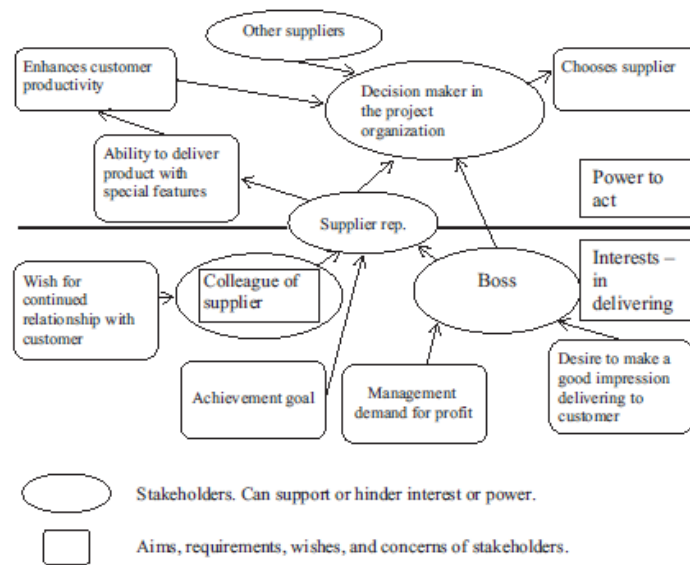 Other suppliers
Enhances customer
productivity
Decision maker in
the project
organization
Chooses supplier
Ability to deliver
product with
special features
Power to
act
Supplier rep.
Wish for
continued
relationship with
customer
Colleague of
supplier
Boss
Interests –
in
delivering
Achievement goal
Management
demand for profit
Desire to make a
good impression
delivering to
customer
Stakeholders. Can support or hinder interest or power.
Aims, requirements, wishes, and concerns of stakeholders.